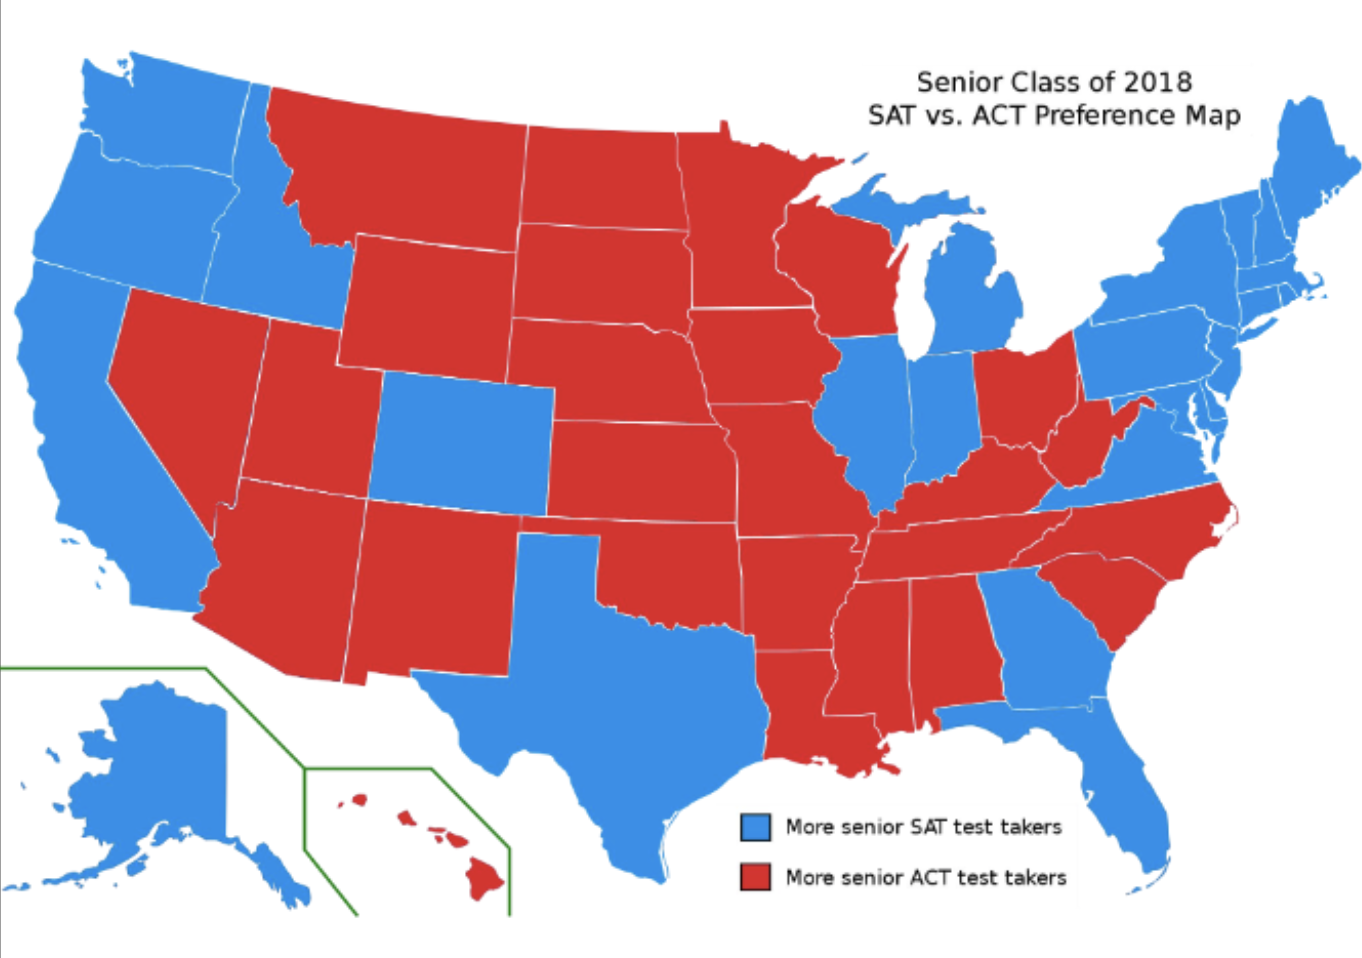 Senior Class of 2018
SAT vs. ACT Preference Map
More senior SAT test takers
More senior ACT test takers